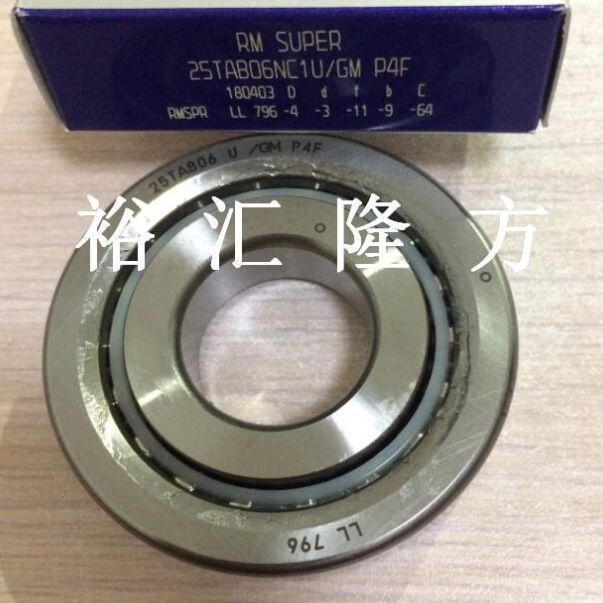 RM SUPER
25TAB06NC1U/GM P4F
180403 D d f b C
RMSPR LL 796 -4 -3 -11 -9 -64
25TAB06 U /GM P4F
裕汇隆方
LL 796